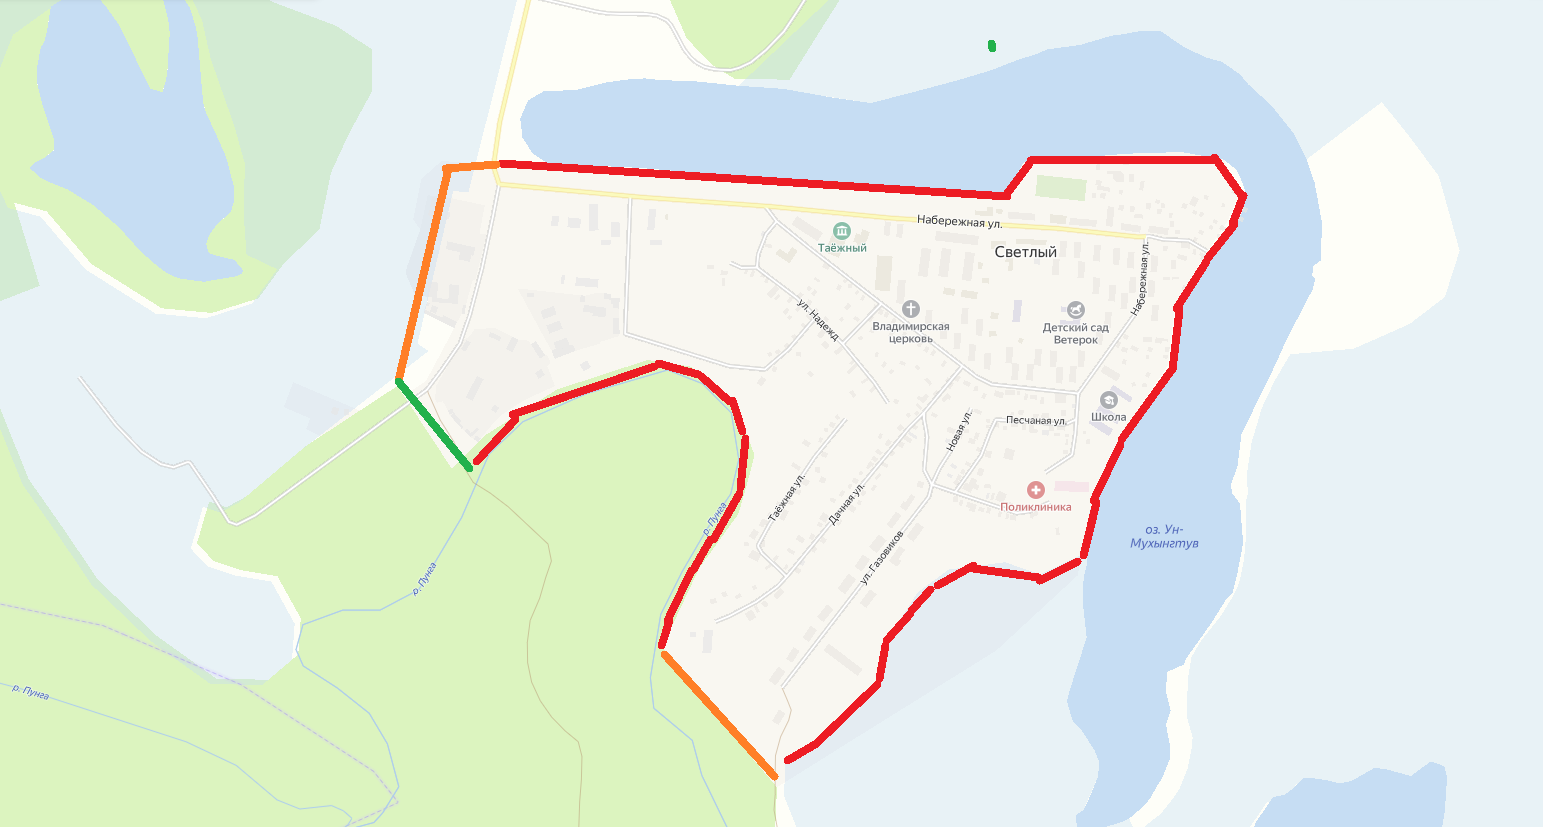 Набережная ул.
Таёжный
Светлый
Набережная ул.
ул. Надежд
Владимирская
церковь
Детский сад
Ветерок
Школа
Песчаная ул.
Новая ул.
Таёжная ул.
Дачная ул.
Поликлиника
р. Пунга
оз. Ун-
Мухынгтув
ул. Газовиков
р. Пунга
р. Пунга